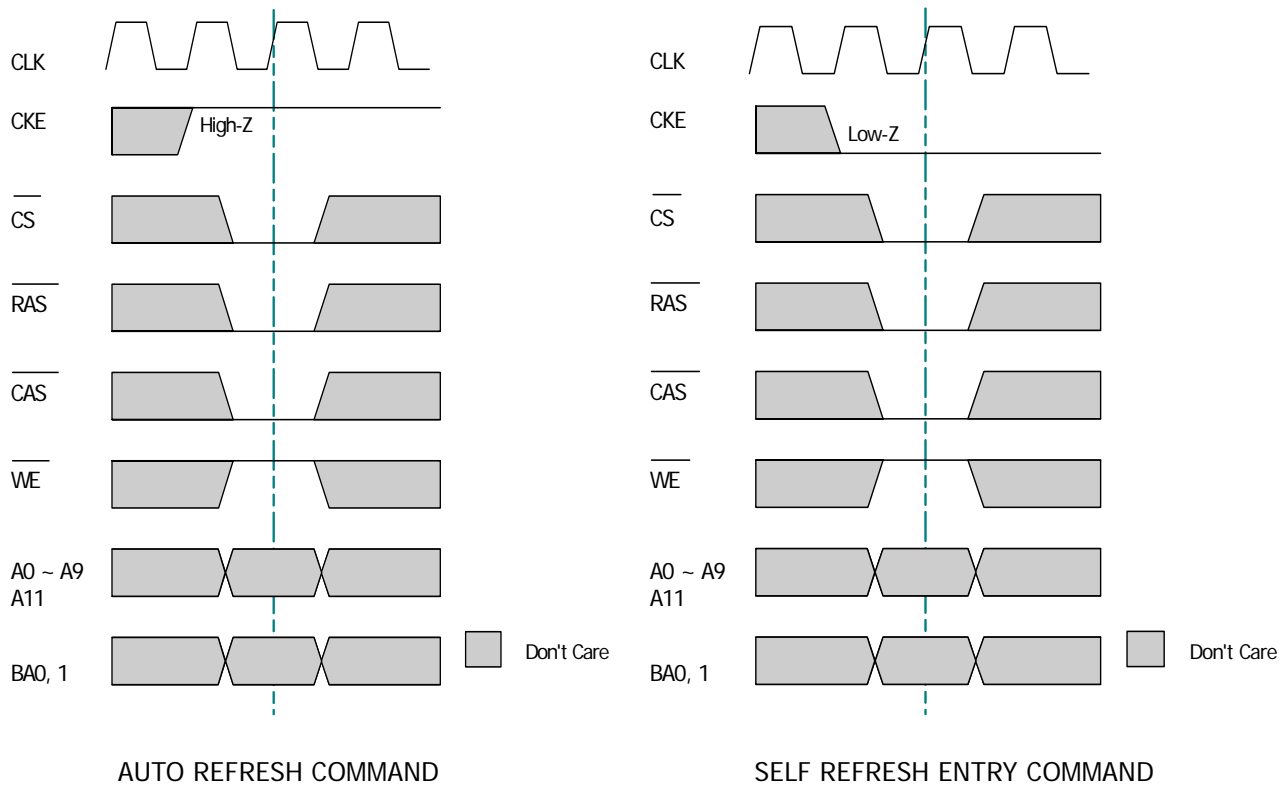 CLK
CKE
High-Z
CS
RAS
CAS
WE
A0 ~ A9
A11
BA0, 1
Don't Care
AUTO REFRESH COMMAND
CLK
CKE
Low-Z
CS
RAS
CAS
WE
A0 ~ A9
A11
BA0, 1
Don't Care
SELF REFRESH ENTRY COMMAND